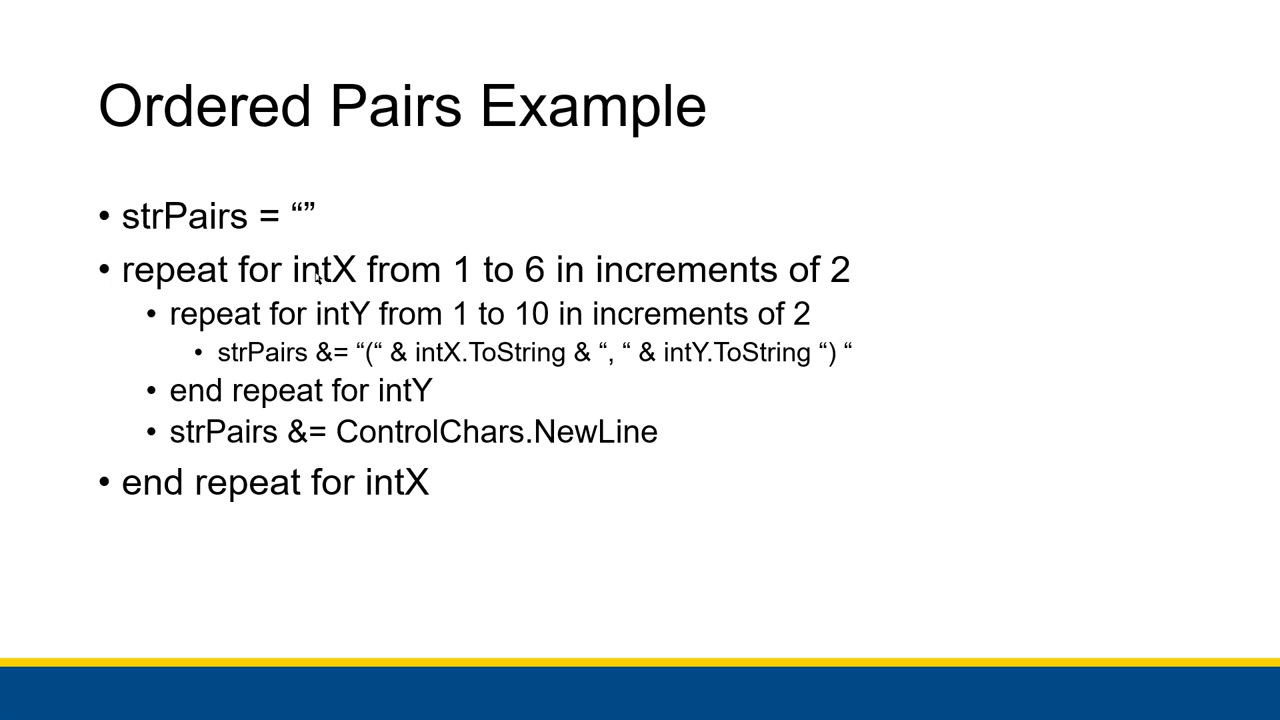 Ordered Pairs Example
• strPairs = “”
• repeat for intX from 1 to 6 in increments of 2
• repeat for intY from 1 to 10 in increments of 2
• strPairs &= “(“ & intX.ToString & “, “ & intY.ToString “) “
• end repeat for intY
• strPairs &= ControlChars.NewLine
• end repeat for intX